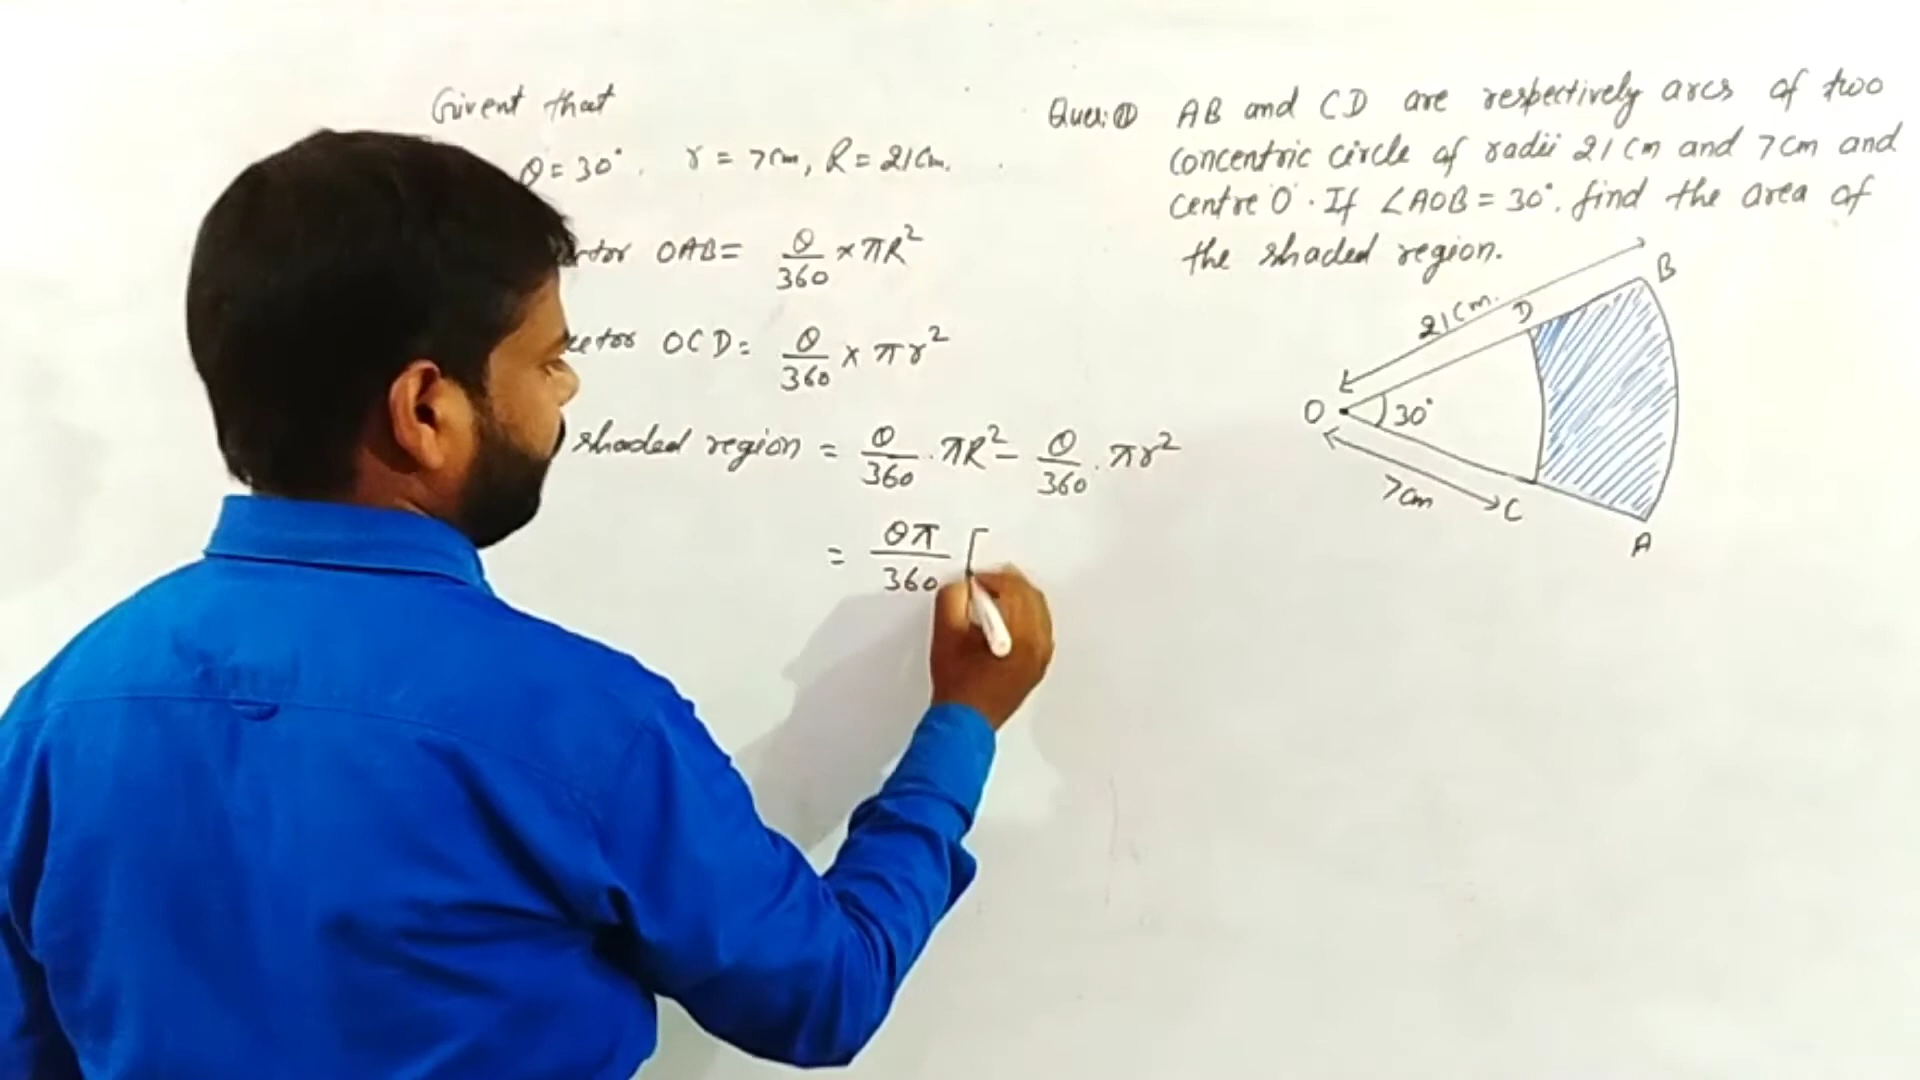 Givent that
θ = 30°, r = 7cm, R = 21cm.
OAB = θ/360 × πR²
OCD = θ/360 × πr²
shaded region = θ/360 · πR² − θ/360 · πr²
= θπ/360 [
Ques: ① AB and CD are respectively arcs of two
concentric circle of radii 21cm and 7cm and
centre O. If ∠AOB = 30°. find the area of
the shaded region.
B
21cm.
D
O
30°
7cm
C
A